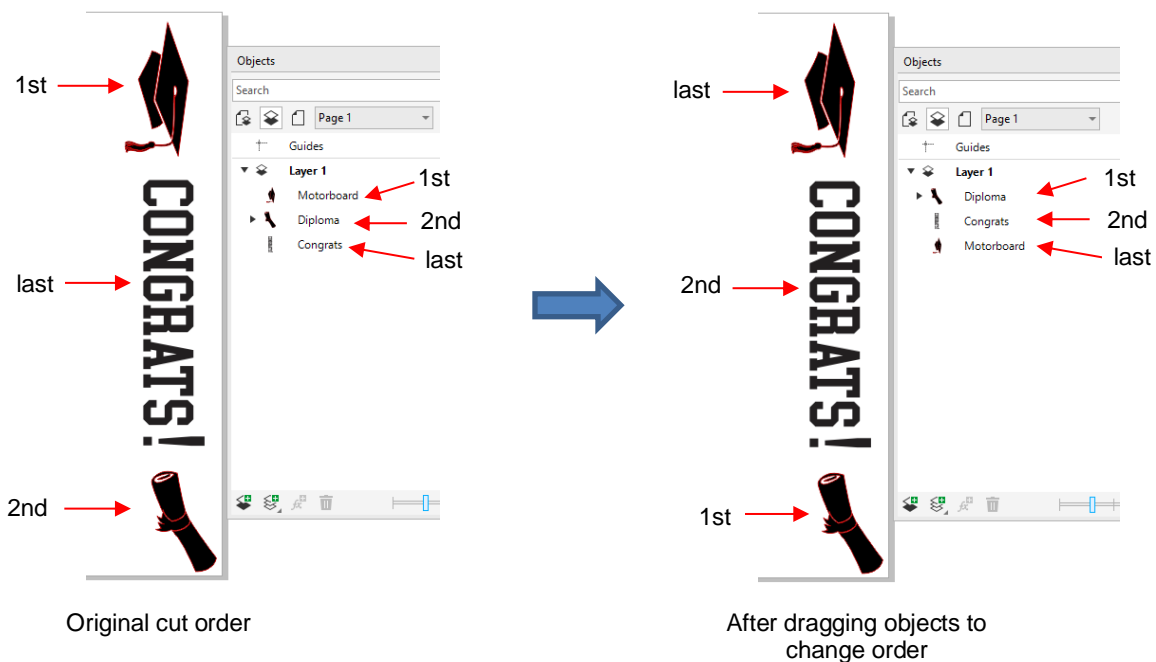 1st
last
2nd
CONGRATS!
Objects
Search
Page 1
Guides
Layer 1
Motorboard
1st
Diploma
2nd
Congrats
last
Original cut order
last
2nd
1st
CONGRATS!
Objects
Search
Page 1
Guides
Layer 1
Diploma
1st
Congrats
2nd
Motorboard
last
After dragging objects to
change order